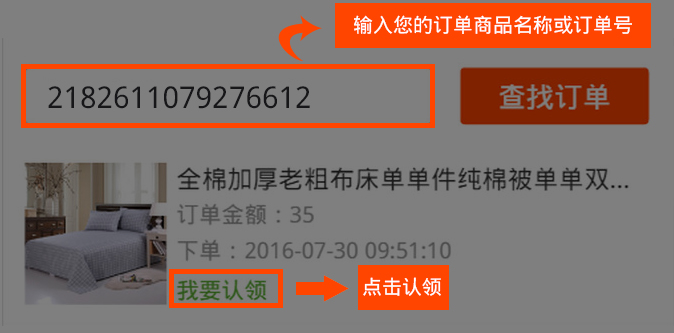 输入您的订单商品名称或订单号
2182611079276612
查找订单
全棉加厚老粗布床单单件纯棉被单单双...
订单金额：35
下单：2016-07-30 09:51:10
我要认领
点击认领